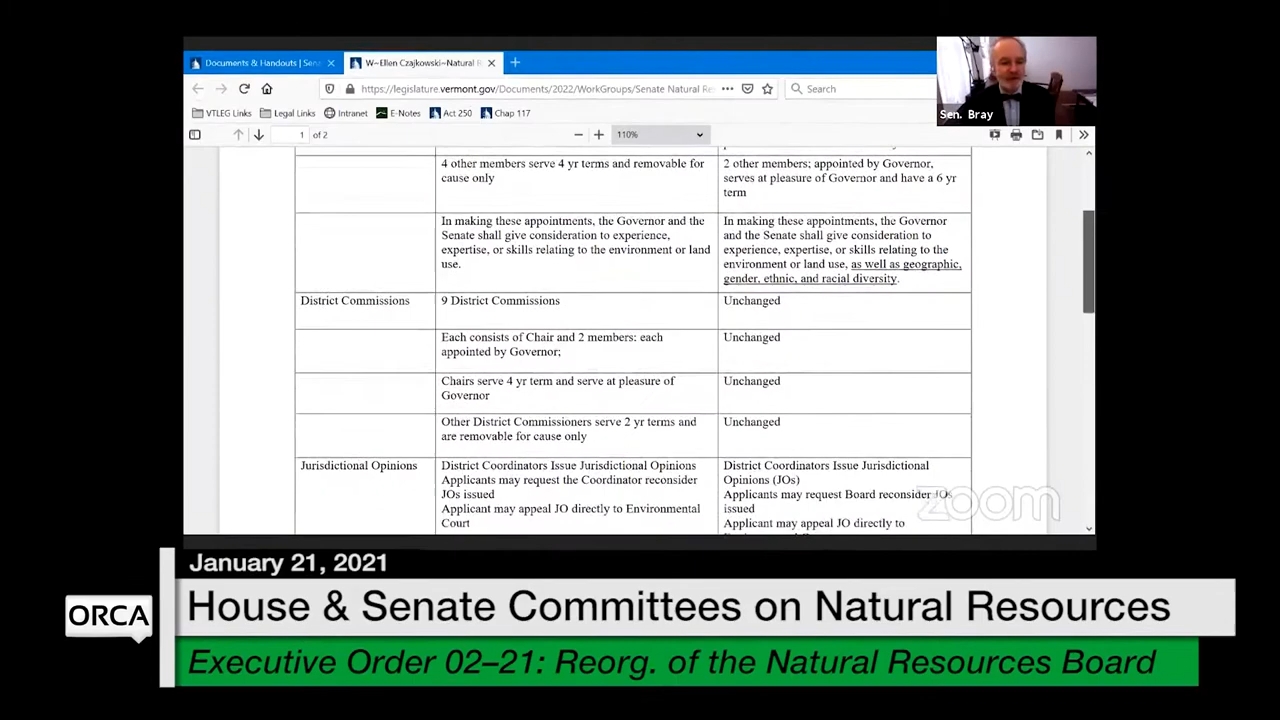 Documents & Handouts | Sena
W~Ellen Czajkowski~Natural R
https://legislature.vermont.gov/Documents/2022/WorkGroups/Senate Natural Re
Search
Sen. Bray
VTLEG Links
Legal Links
Intranet
E-Notes
Act 250
Chap 117
1 of 2
110%
4 other members serve 4 yr terms and removable for
cause only
2 other members; appointed by Governor,
serves at pleasure of Governor and have a 6 yr
term
In making these appointments, the Governor and the
Senate shall give consideration to experience,
expertise, or skills relating to the environment or land
use.
In making these appointments, the Governor
and the Senate shall give consideration to
experience, expertise, or skills relating to the
environment or land use, as well as geographic,
gender, ethnic, and racial diversity.
District Commissions
9 District Commissions
Unchanged
Each consists of Chair and 2 members: each
appointed by Governor;
Unchanged
Chairs serve 4 yr term and serve at pleasure of
Governor
Unchanged
Other District Commissioners serve 2 yr terms and
are removable for cause only
Unchanged
Jurisdictional Opinions
District Coordinators Issue Jurisdictional Opinions
Applicants may request the Coordinator reconsider
JOs issued
Applicant may appeal JO directly to Environmental
Court
District Coordinators Issue Jurisdictional
Opinions (JOs)
Applicants may request Board reconsider JOs
issued
Applicant may appeal JO directly to
zoom
January 21, 2021
ORCA
House & Senate Committees on Natural Resources
Executive Order 02–21: Reorg. of the Natural Resources Board